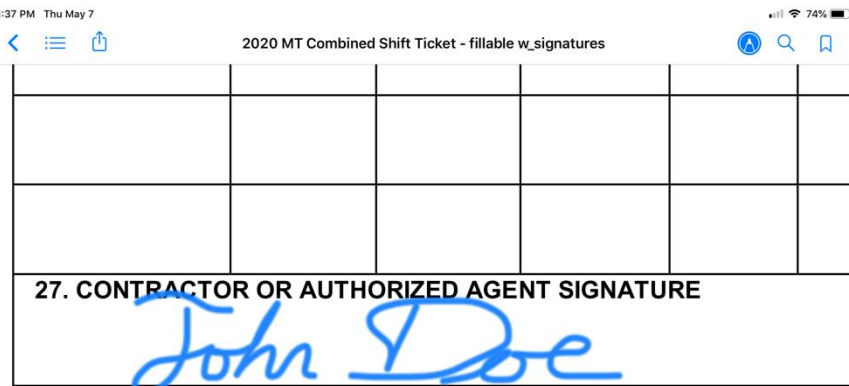 :37 PM Thu May 7
74%
2020 MT Combined Shift Ticket - fillable w_signatures
27. CONTRACTOR OR AUTHORIZED AGENT SIGNATURE
John Doe